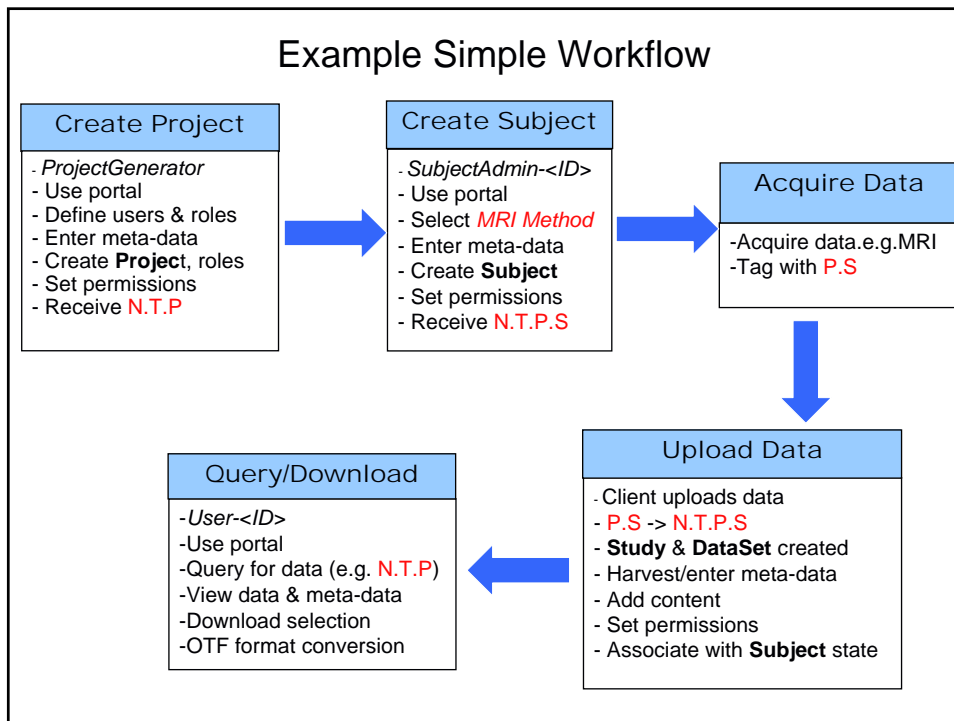 Example Simple Workflow
Create Project
- ProjectGenerator
- Use portal
- Define users & roles
- Enter meta-data
- Create Project, roles
- Set permissions
- Receive N.T.P
Create Subject
- SubjectAdmin-<ID>
- Use portal
- Select MRI Method
- Enter meta-data
- Create Subject
- Set permissions
- Receive N.T.P.S
Acquire Data
-Acquire data.e.g.MRI
-Tag with P.S
Upload Data
- Client uploads data
- P.S -> N.T.P.S
- Study & DataSet created
- Harvest/enter meta-data
- Add content
- Set permissions
- Associate with Subject state
Query/Download
-User-<ID>
-Use portal
-Query for data (e.g. N.T.P)
-View data & meta-data
-Download selection
-OTF format conversion